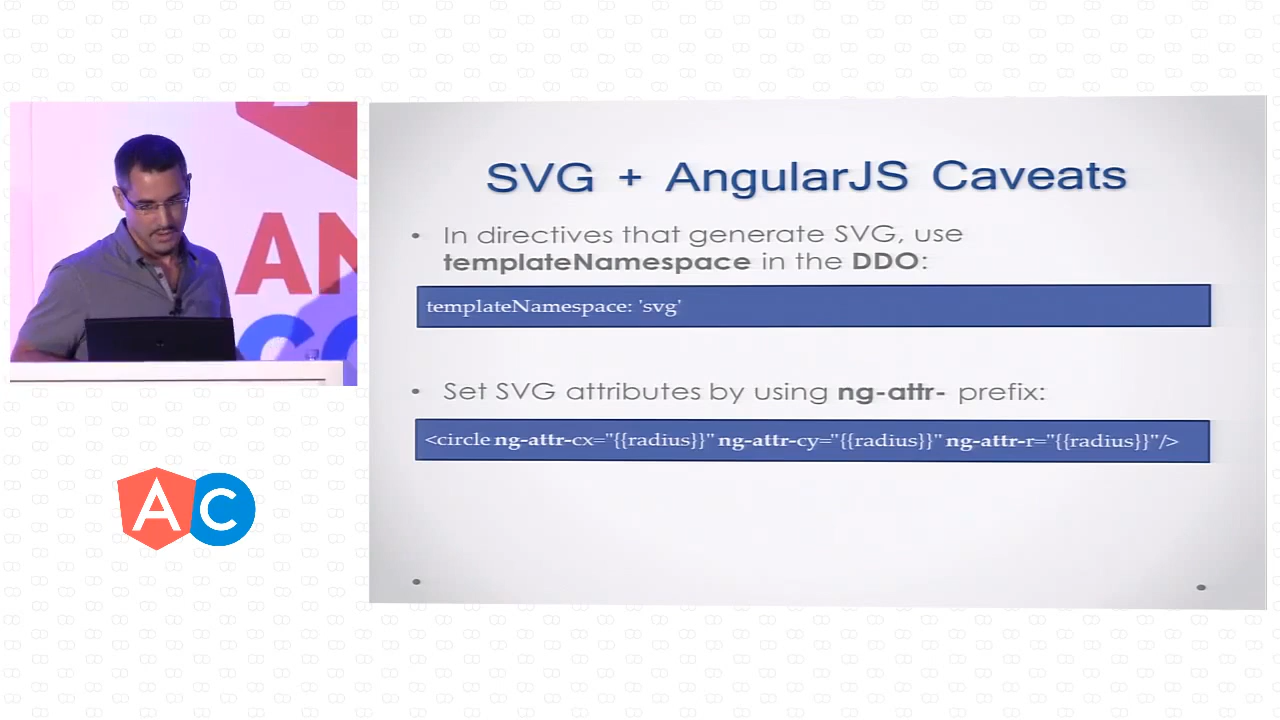 SVG + AngularJS Caveats
• In directives that generate SVG, use
templateNamespace in the DDO:
templateNamespace: 'svg'
• Set SVG attributes by using ng-attr- prefix:
<circle ng-attr-cx="{{radius}}" ng-attr-cy="{{radius}}" ng-attr-r="{{radius}}"/>
AN
CO
AC